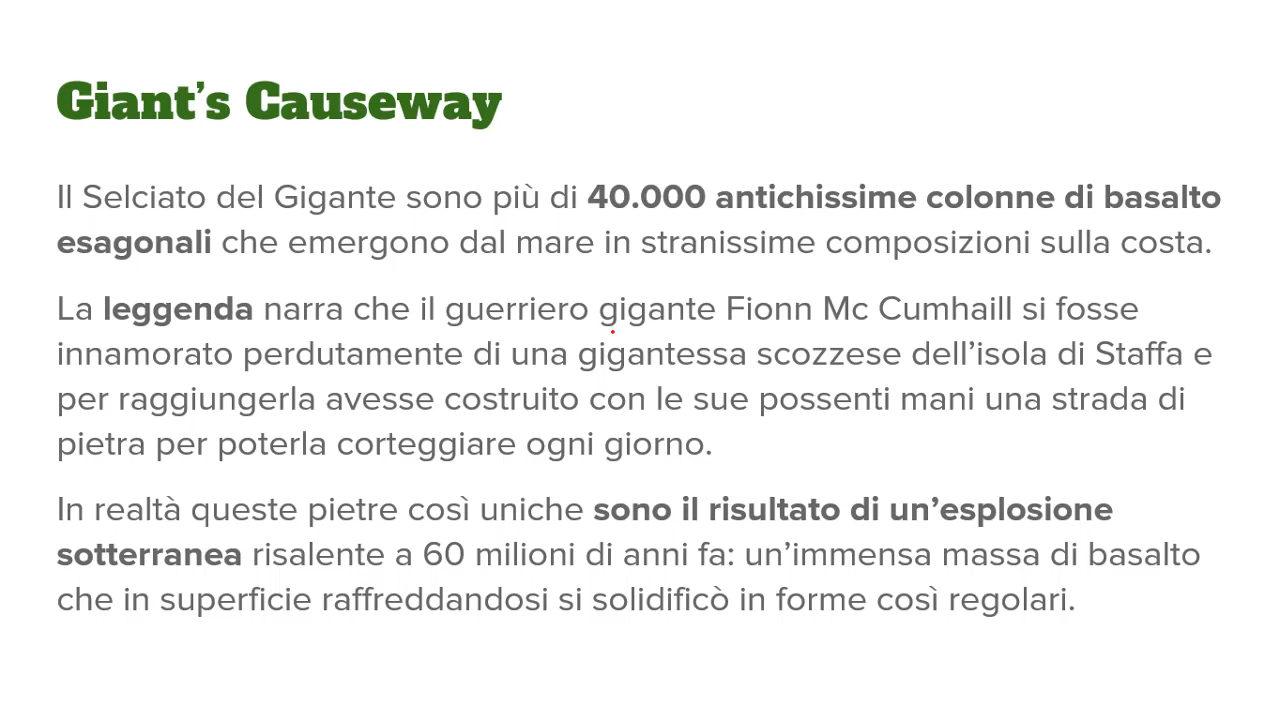 Giant’s Causeway
Il Selciato del Gigante sono più di 40.000 antichissime colonne di basalto
esagonali che emergono dal mare in stranissime composizioni sulla costa.
La leggenda narra che il guerriero gigante Fionn Mc Cumhaill si fosse
innamorato perdutamente di una gigantessa scozzese dell’isola di Staffa e
per raggiungerla avesse costruito con le sue possenti mani una strada di
pietra per poterla corteggiare ogni giorno.
In realtà queste pietre così uniche sono il risultato di un’esplosione
sotterranea risalente a 60 milioni di anni fa: un’immensa massa di basalto
che in superficie raffreddandosi si solidificò in forme così regolari.